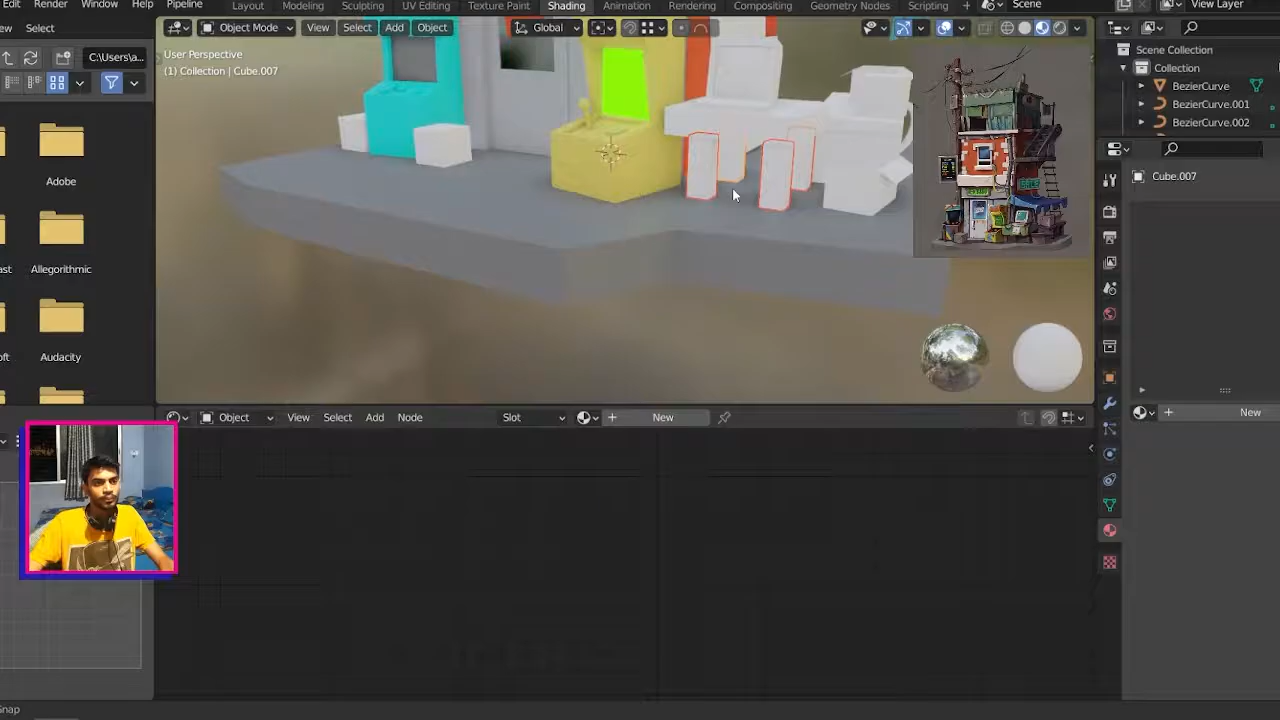 Edit Render Window Help Pipeline Layout Modeling Sculpting UV Editing Texture Paint Shading Animation Rendering Compositing Geometry Nodes Scripting + Scene View Layer
Select
Object Mode View Select Add Object Global
C:\Users\a...
User Perspective
(1) Collection | Cube.007
Scene Collection
Collection
BezierCurve
BezierCurve.001
BezierCurve.002
Cube.007
Adobe
Allegorithmic
Audacity
Object View Select Add Node Slot New
New